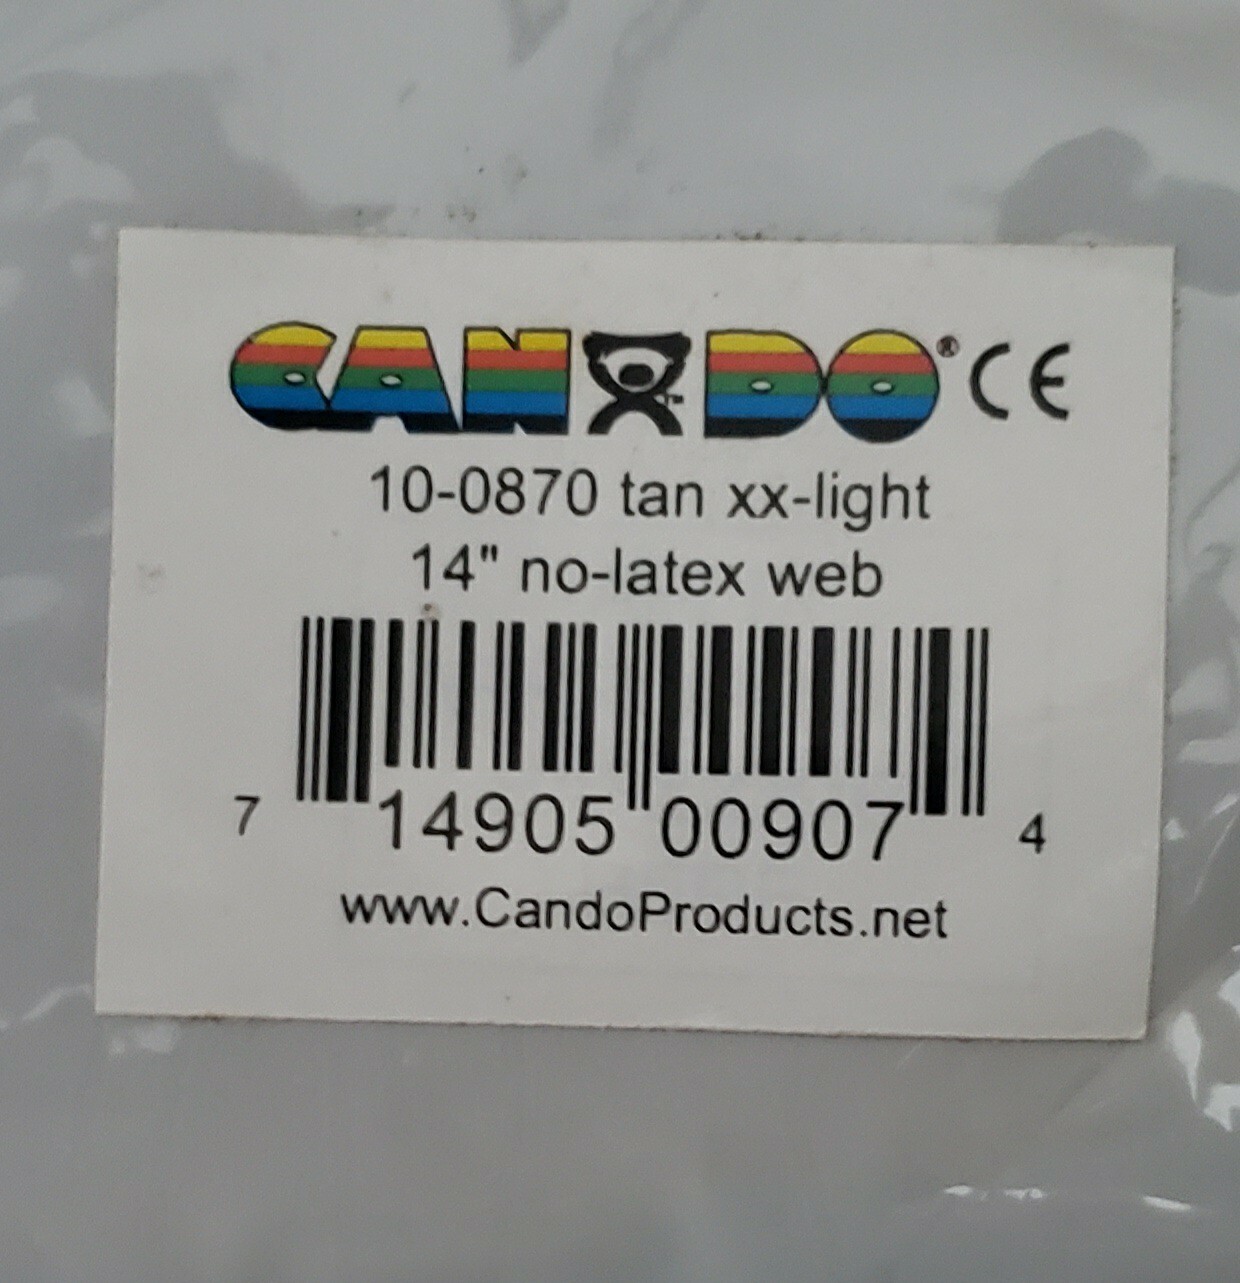 CANDO® CE
10-0870 tan xx-light
14" no-latex web
7 14905 00907 4
www.CandoProducts.net